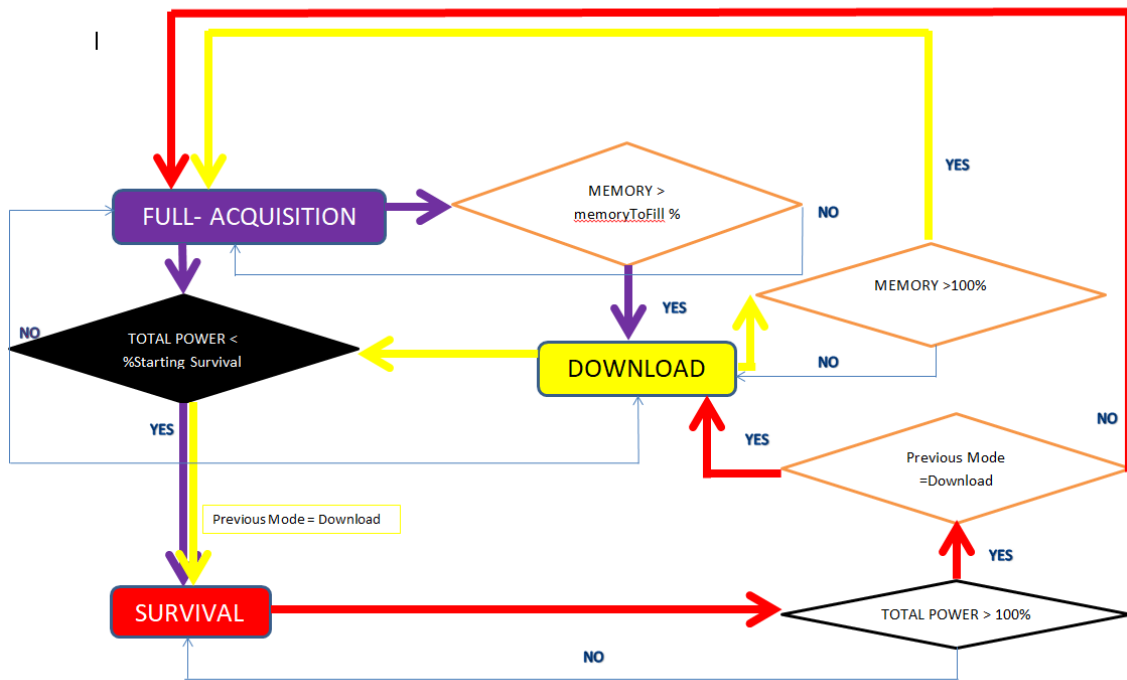 YES
MEMORY >
memoryToFill %
FULL- ACQUISITION
NO
MEMORY >100%
YES
NO
TOTAL POWER <
%Starting Survival
DOWNLOAD
NO
YES
YES
NO
Previous Mode
=Download
Previous Mode = Download
YES
SURVIVAL
TOTAL POWER > 100%
NO